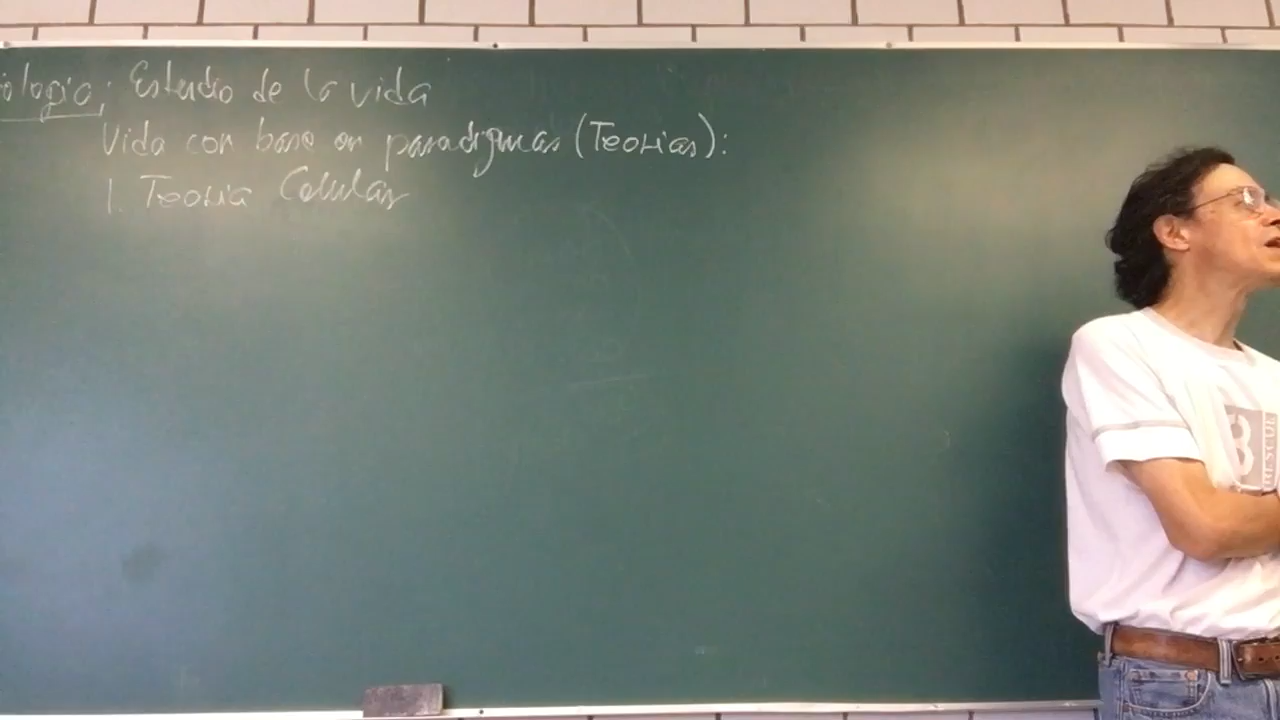 iología: Estudio de la vida
Vida con base en paradigmas (Teorías):
1. Teoría Celular